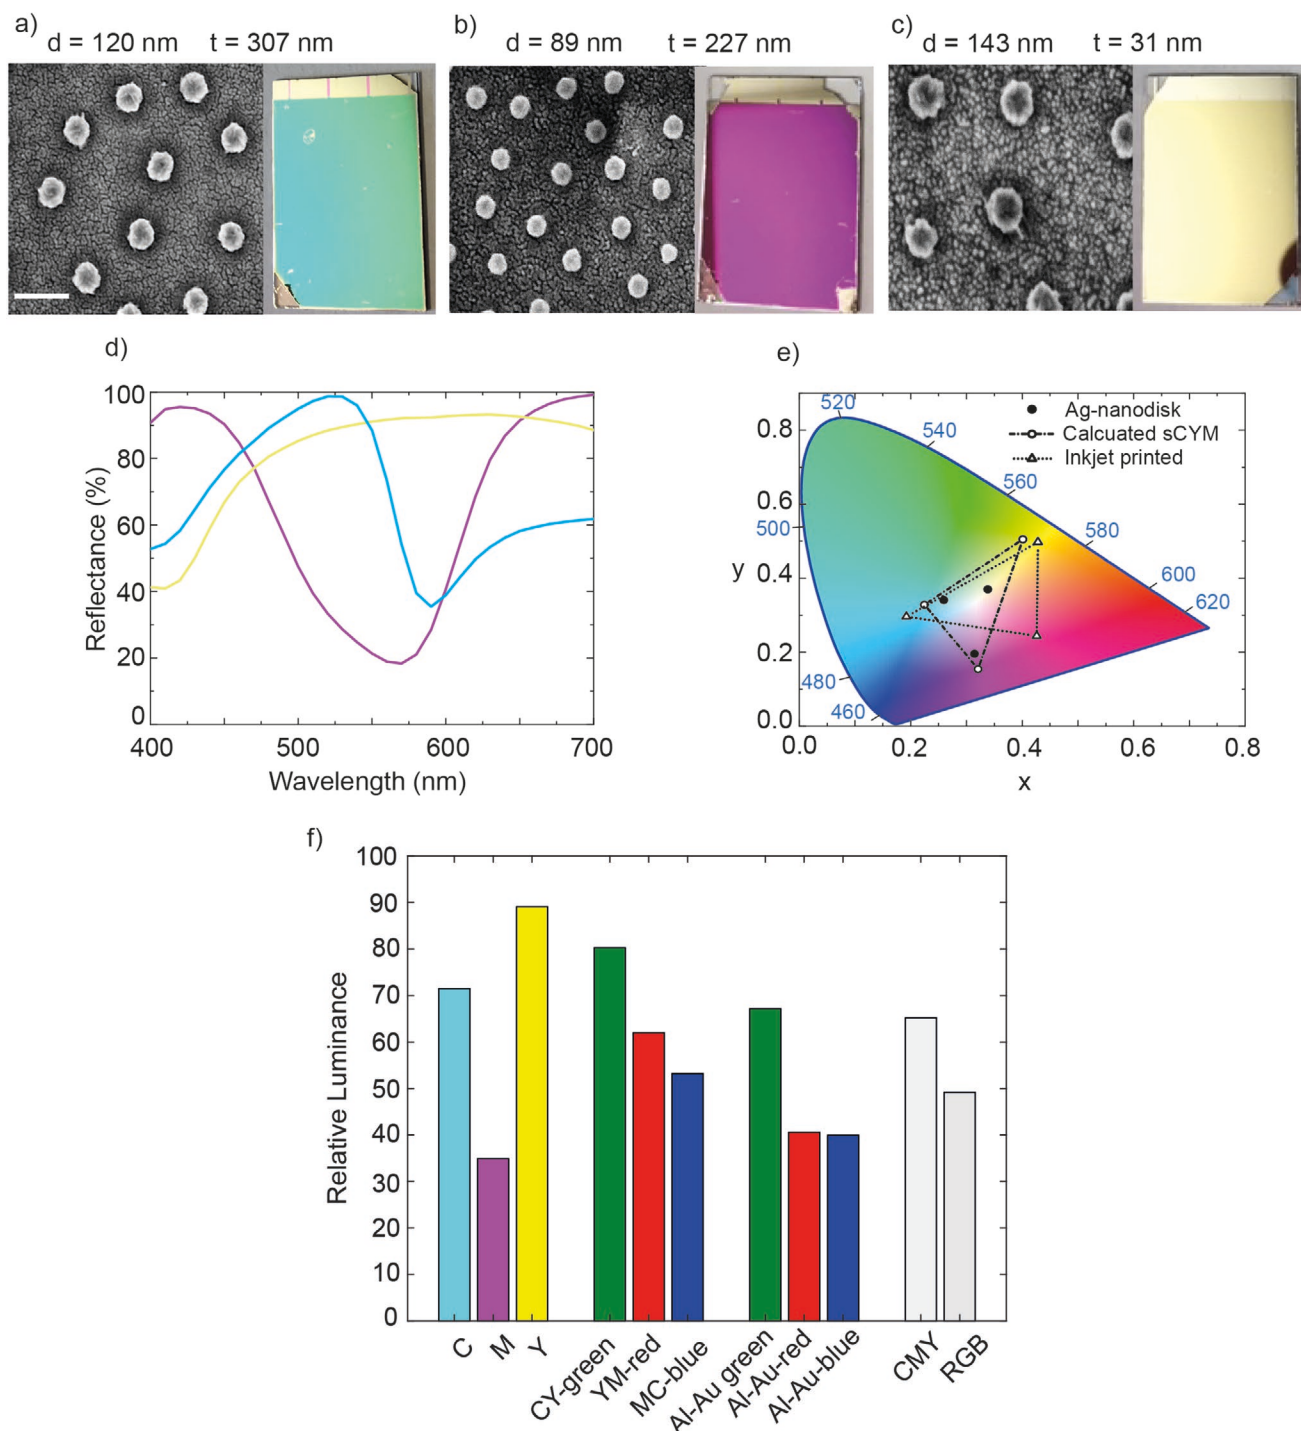 a)
d = 120 nm t = 307 nm
b)
d = 89 nm t = 227 nm
c)
d = 143 nm t = 31 nm
d)
100
80
60
40
20
0
400 500 600 700
Reflectance (%)
Wavelength (nm)
e)
Ag-nanodisk
Calcuated sCYM
Inkjet printed
520
540
560
580
600
620
500
480
460
0.8
0.6
0.4
0.2
0.0
y
0.0 0.2 0.4 0.6 0.8
x
f)
100
90
80
70
60
50
40
30
20
10
0
Relative Luminance
C
M
Y
CY-green
YM-red
MC-blue
Al-Au green
Al-Au-red
Al-Au-blue
CMY
RGB